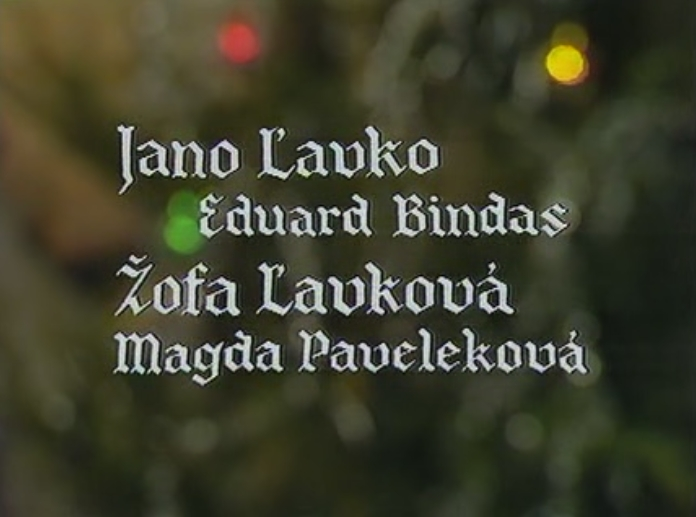 Jano Ľavko
Eduard Bindas
Žofa Ľavková
Magda Paveleková